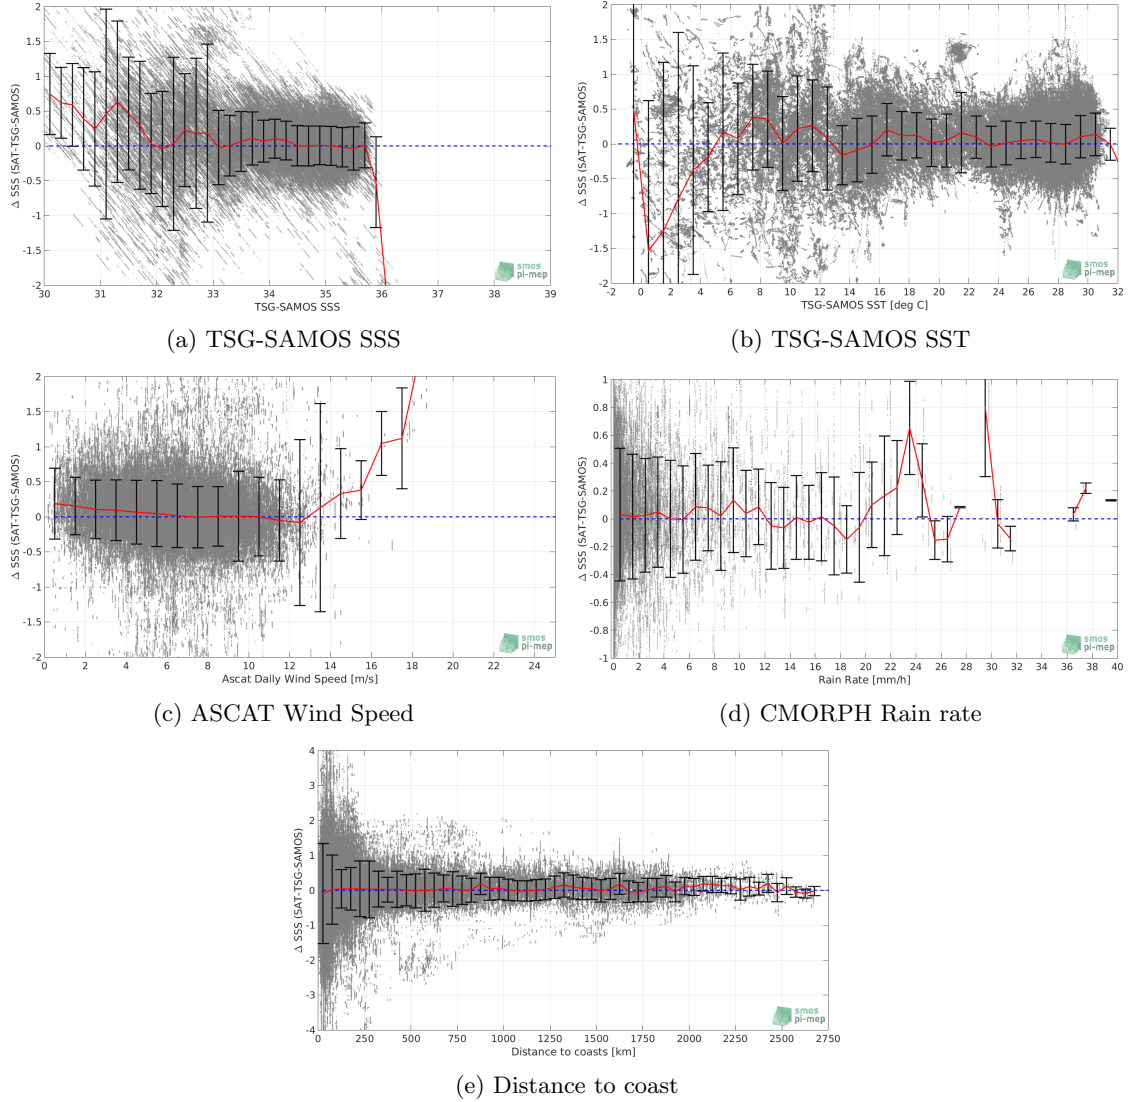 2
1.5
1
0.5
0
-0.5
-1
-1.5
-2
Δ SSS (SAT-TSG-SAMOS)
30 31 32 33 34 35 36 37 38 39
TSG-SAMOS SSS
smos
pi-mep
(a) TSG-SAMOS SSS
2
1.5
1
0.5
0
-0.5
-1
-1.5
-2
Δ SSS (SAT-TSG-SAMOS)
-2 0 2 4 6 8 10 12 14 16 18 20 22 24 26 28 30 32
TSG-SAMOS SST [deg C]
smos
pi-mep
(b) TSG-SAMOS SST
2
1.5
1
0.5
0
-0.5
-1
-1.5
-2
Δ SSS (SAT-TSG-SAMOS)
0 2 4 6 8 10 12 14 16 18 20 22 24
Ascat Daily Wind Speed [m/s]
smos
pi-mep
(c) ASCAT Wind Speed
1
0.8
0.6
0.4
0.2
0
-0.2
-0.4
-0.6
-0.8
-1
Δ SSS (SAT-TSG-SAMOS)
0 2 4 6 8 10 12 14 16 18 20 22 24 26 28 30 32 34 36 38 40
Rain Rate [mm/h]
smos
pi-mep
(d) CMORPH Rain rate
4
3
2
1
0
-1
-2
-3
-4
Δ SSS (SAT-TSG-SAMOS)
0 250 500 750 1000 1250 1500 1750 2000 2250 2500 2750
Distance to coasts [km]
smos
pi-mep
(e) Distance to coast